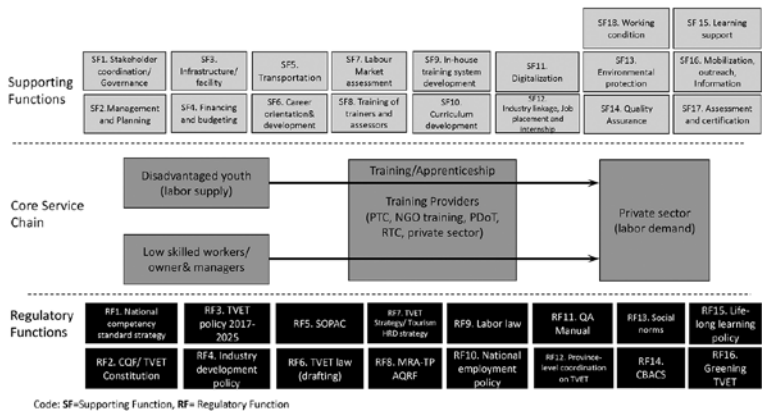 SF18. Working
condition
SF 15. Learning
support
Supporting
Functions
SF1. Stakeholder
coordination/
Governance
SF3.
Infrastructure/
facility
SF5.
Transportation
SF7. Labour
Market
assessment
SF9. In-house
training system
development
SF11.
Digitalization
SF13.
Environmental
protection
SF16. Mobilization,
outreach,
Information
SF2.Management
and Planning
SF4. Financing
and budgeting
SF6. Career
orientation&
development
SF8. Training of
trainers and
assessors
SF10.
Curriculum
development
SF12.
Industry linkage, Job
placement and
internship
SF14. Quality
Assurance
SF17. Assessment
and certification
Core Service
Chain
Disadvantaged youth
(labor supply)
Low skilled workers/
owner& managers
Training/Apprenticeship
Training Providers
(PTC, NGO training, PDoT,
RTC, private sector)
Private sector
(labor demand)
Regulatory
Functions
RF1. National
competency
standard strategy
RF3. TVET
policy 2017-
2025
RF5. SOPAC
RF7. TVET
Strategy/ Tourism
HRD strategy
RF9. Labor law
RF11. QA
Manual
RF13. Social
norms
RF15. Life-
long learning
policy
RF2. CQF/ TVET
Constitution
RF4. Industry
development
policy
RF6. TVET law
(drafting)
RF8. MRA-TP
AQRF
RF10. National
employment
policy
RF12. Province-
level coordination
on TVET
RF14.
CBACS
RF16.
Greening
TVET
Code: SF=Supporting Function, RF= Regulatory Function